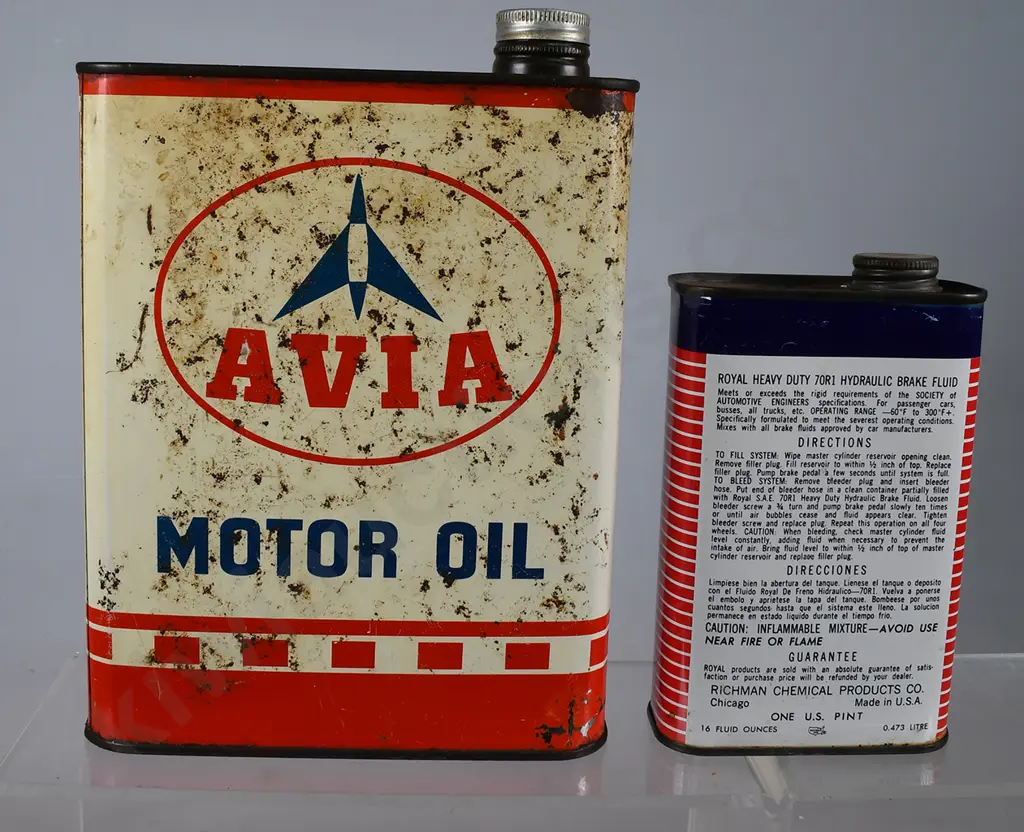 AVIA
MOTOR OIL
ROYAL HEAVY DUTY 70R1 HYDRAULIC BRAKE FLUID
Meets or exceeds the rigid requirements of the SOCIETY of
AUTOMOTIVE ENGINEERS specifications. For passenger cars,
busses, all trucks, etc. OPERATING RANGE —60°F to 300°F+.
Specifically formulated to meet the severest operating conditions.
Mixes with all brake fluids approved by car manufacturers.
DIRECTIONS
TO FILL SYSTEM: Wipe master cylinder reservoir opening clean.
Remove filler plug. Fill reservoir to within ½ inch of top. Replace
filler plug. Pump brake pedal a few seconds until system is full.
TO BLEED SYSTEM: Remove bleeder plug and insert bleeder
hose. Put end of bleeder hose in a clean container partially filled
with Royal S.A.E. 70R1 Heavy Duty Hydraulic Brake Fluid. Loosen
bleeder screw a ¾ turn and pump brake pedal slowly ten times
or until air bubbles cease and fluid appears clear. Tighten
bleeder screw and replace plug. Repeat this operation on all four
wheels. CAUTION: When bleeding, check master cylinder fluid
level constantly, adding fluid when necessary to prevent the
intake of air. Bring fluid level to within ½ inch of top of master
cylinder reservoir and replace filler plug.
DIRECCIONES
Limpiese bien la abertura del tanque. Llenese el tanque o deposito
con el Fluido Royal De Freno Hidraulico—70R1. Vuelva a ponerse
el embolo y aprietese la tapa del tanque. Bombeese por unos
cuantos segundos hasta que el sistema este lleno. La solucion
permanece en estado liquido durante el tiempo frio.
CAUTION: INFLAMMABLE MIXTURE—AVOID USE
NEAR FIRE OR FLAME
GUARANTEE
ROYAL products are sold with an absolute guarantee of satis-
faction or purchase price will be refunded by your dealer.
RICHMAN CHEMICAL PRODUCTS CO.
Chicago Made in U.S.A.
ONE U.S. PINT
16 FLUID OUNCES 0.473 LITRE